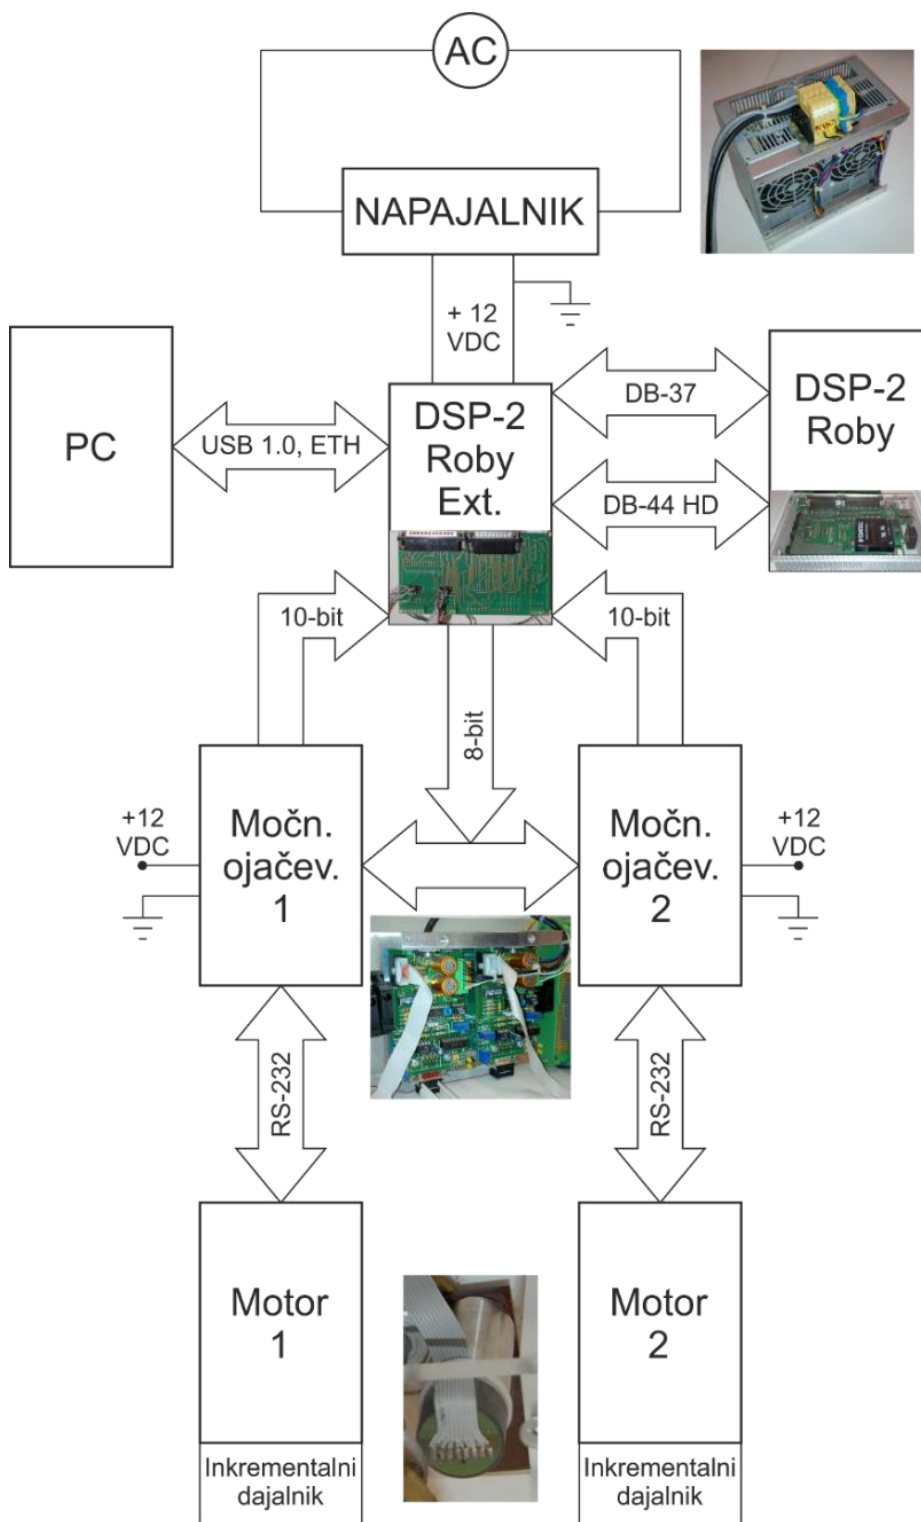 AC
NAPAJALNIK
+ 12
VDC
PC
USB 1.0, ETH
DSP-2
Roby
Ext.
DB-37
DB-44 HD
DSP-2
Roby
10-bit
10-bit
8-bit
+12
VDC
Močn.
ojačev.
1
Močn.
ojačev.
2
+12
VDC
RS-232
RS-232
Motor
1
Motor
2
Inkrementalni
dajalnik
Inkrementalni
dajalnik